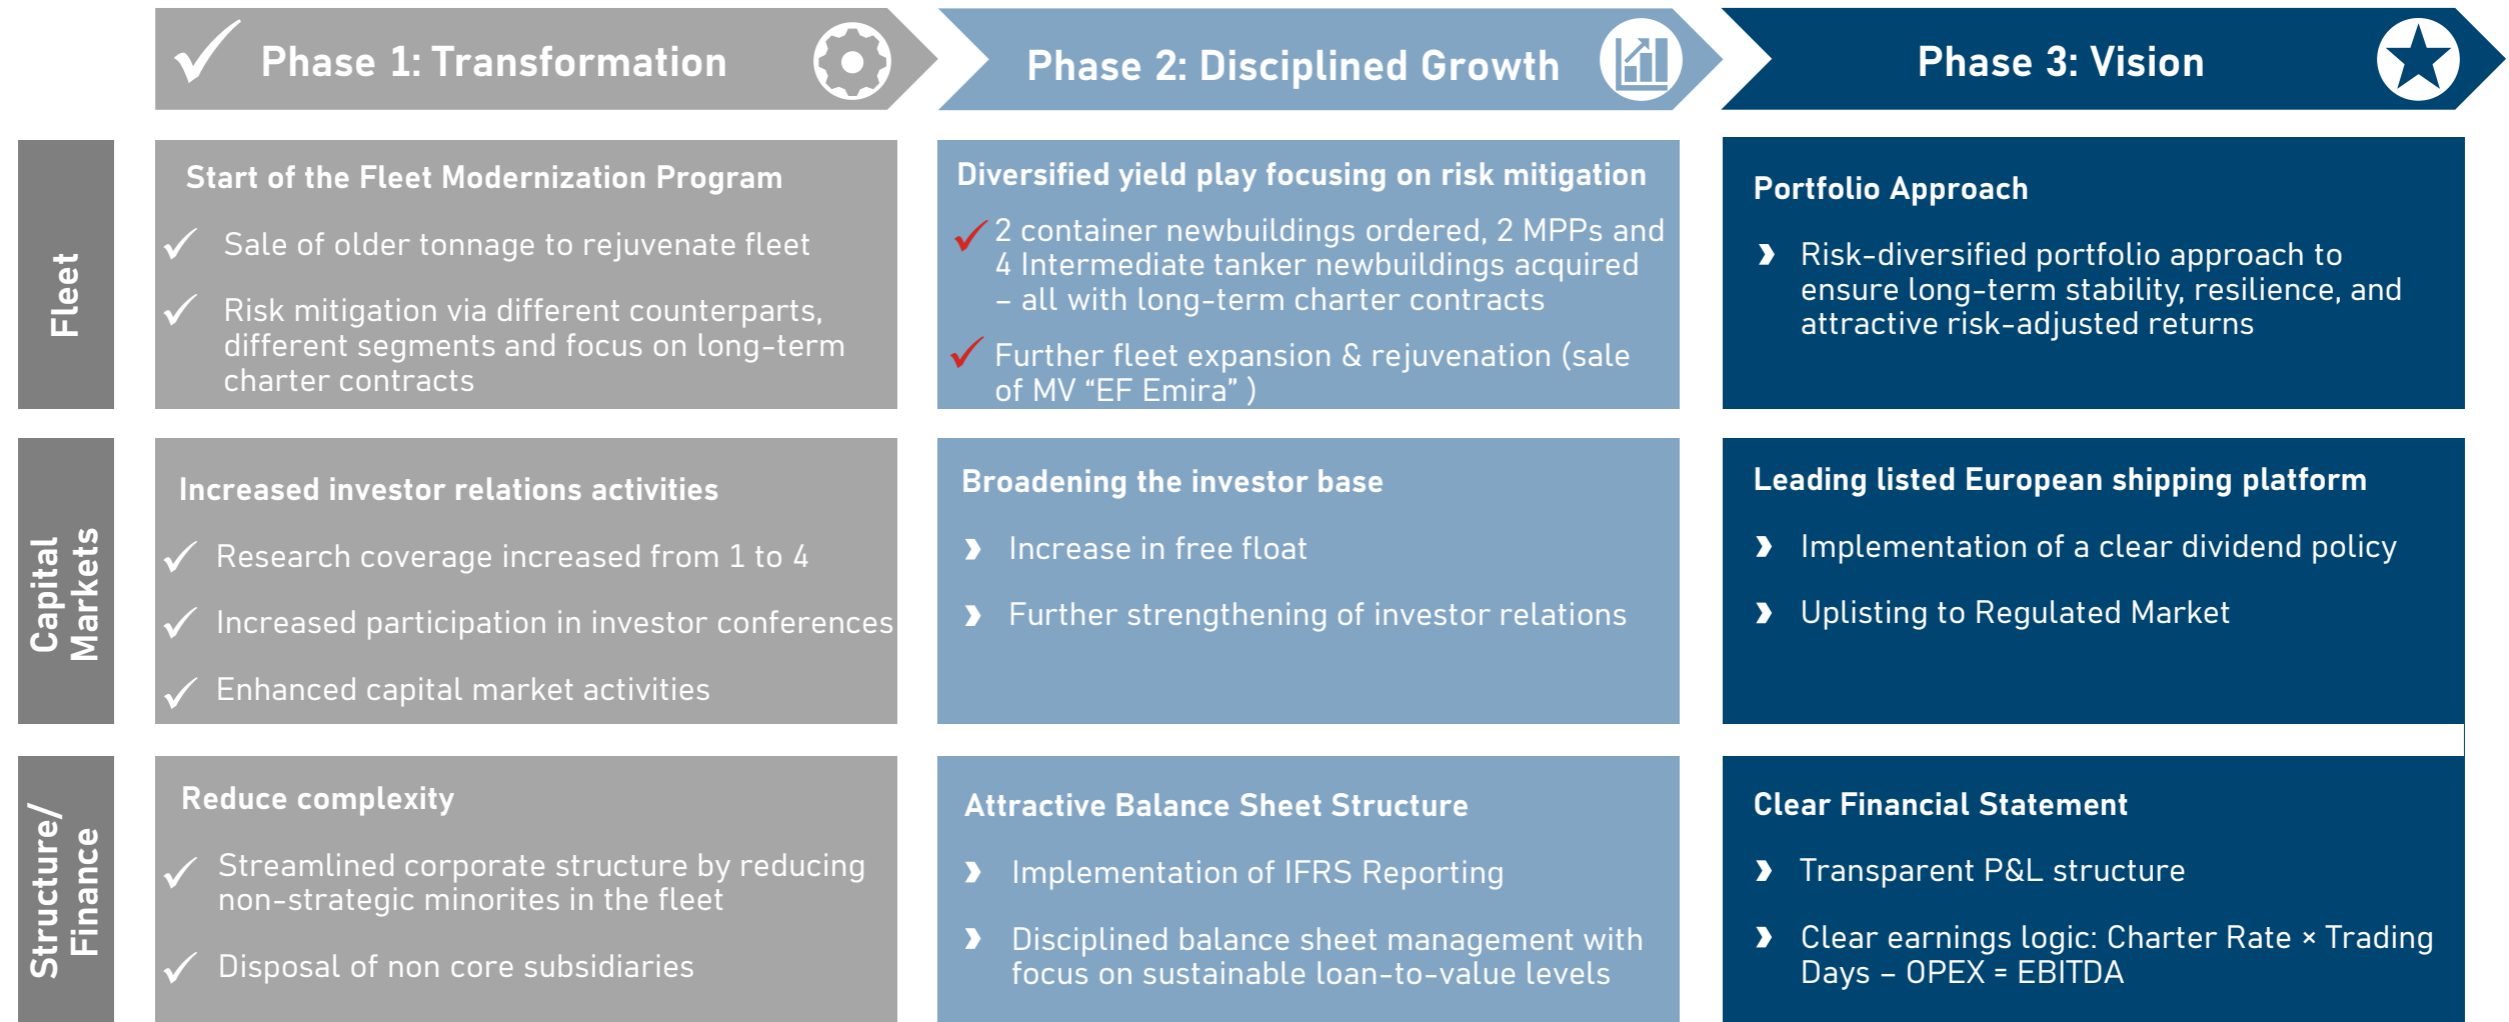 Phase 1: Transformation
Phase 2: Disciplined Growth
Phase 3: Vision
Fleet
Start of the Fleet Modernization Program
Sale of older tonnage to rejuvenate fleet
Risk mitigation via different counterparts,
different segments and focus on long-term
charter contracts
Diversified yield play focusing on risk mitigation
2 container newbuildings ordered, 2 MPPs and
4 Intermediate tanker newbuildings acquired
– all with long-term charter contracts
Further fleet expansion & rejuvenation (sale
of MV “EF Emira” )
Portfolio Approach
Risk-diversified portfolio approach to
ensure long-term stability, resilience, and
attractive risk-adjusted returns
Capital
Markets
Increased investor relations activities
Research coverage increased from 1 to 4
Increased participation in investor conferences
Enhanced capital market activities
Broadening the investor base
Increase in free float
Further strengthening of investor relations
Leading listed European shipping platform
Implementation of a clear dividend policy
Uplisting to Regulated Market
Structure/
Finance
Reduce complexity
Streamlined corporate structure by reducing
non-strategic minorites in the fleet
Disposal of non core subsidiaries
Attractive Balance Sheet Structure
Implementation of IFRS Reporting
Disciplined balance sheet management with
focus on sustainable loan-to-value levels
Clear Financial Statement
Transparent P&L structure
Clear earnings logic: Charter Rate × Trading
Days – OPEX = EBITDA